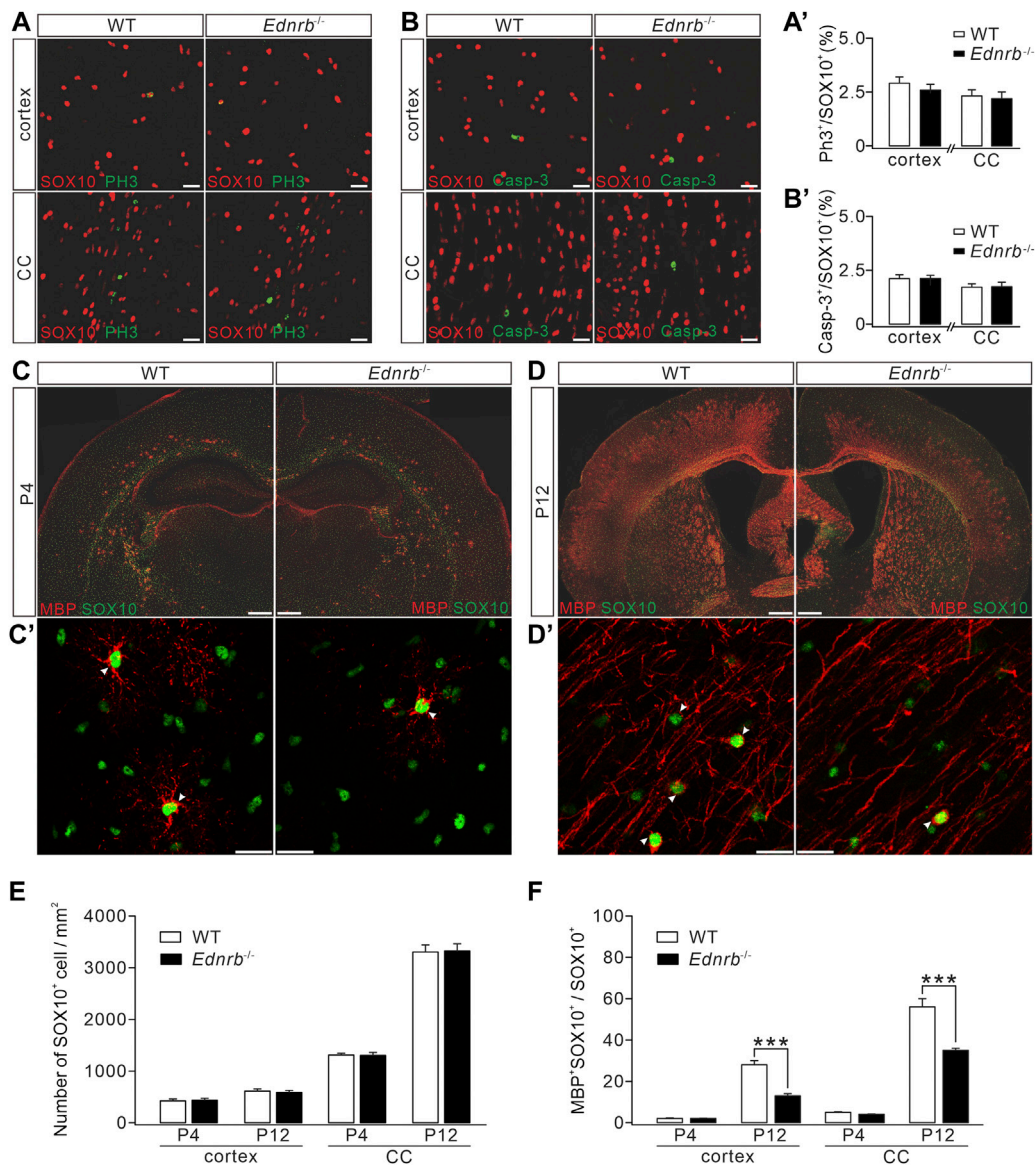 A
WT
Ednrb-/-
cortex
SOX10 PH3
SOX10 PH3
CC
SOX10 PH3
SOX10 PH3
B
WT
Ednrb-/-
cortex
SOX10 Casp-3
SOX10 Casp-3
CC
SOX10 Casp-3
SOX10 Casp-3
A'
Ph3+/SOX10+(%)
5.0
2.5
0
WT
Ednrb-/-
cortex
CC
B'
Casp-3+/SOX10+(%)
5.0
2.5
0
WT
Ednrb-/-
cortex
CC
C
WT
Ednrb-/-
P4
MBP SOX10
MBP SOX10
C'
D
WT
Ednrb-/-
P12
MBP SOX10
MBP SOX10
D'
E
Number of SOX10+ cell / mm2
4000
3000
2000
1000
0
WT
Ednrb-/-
P4
P12
P4
P12
cortex
CC
F
MBP+SOX10+ / SOX10+
100
80
60
40
20
0
WT
Ednrb-/-
***
***
P4
P12
P4
P12
cortex
CC